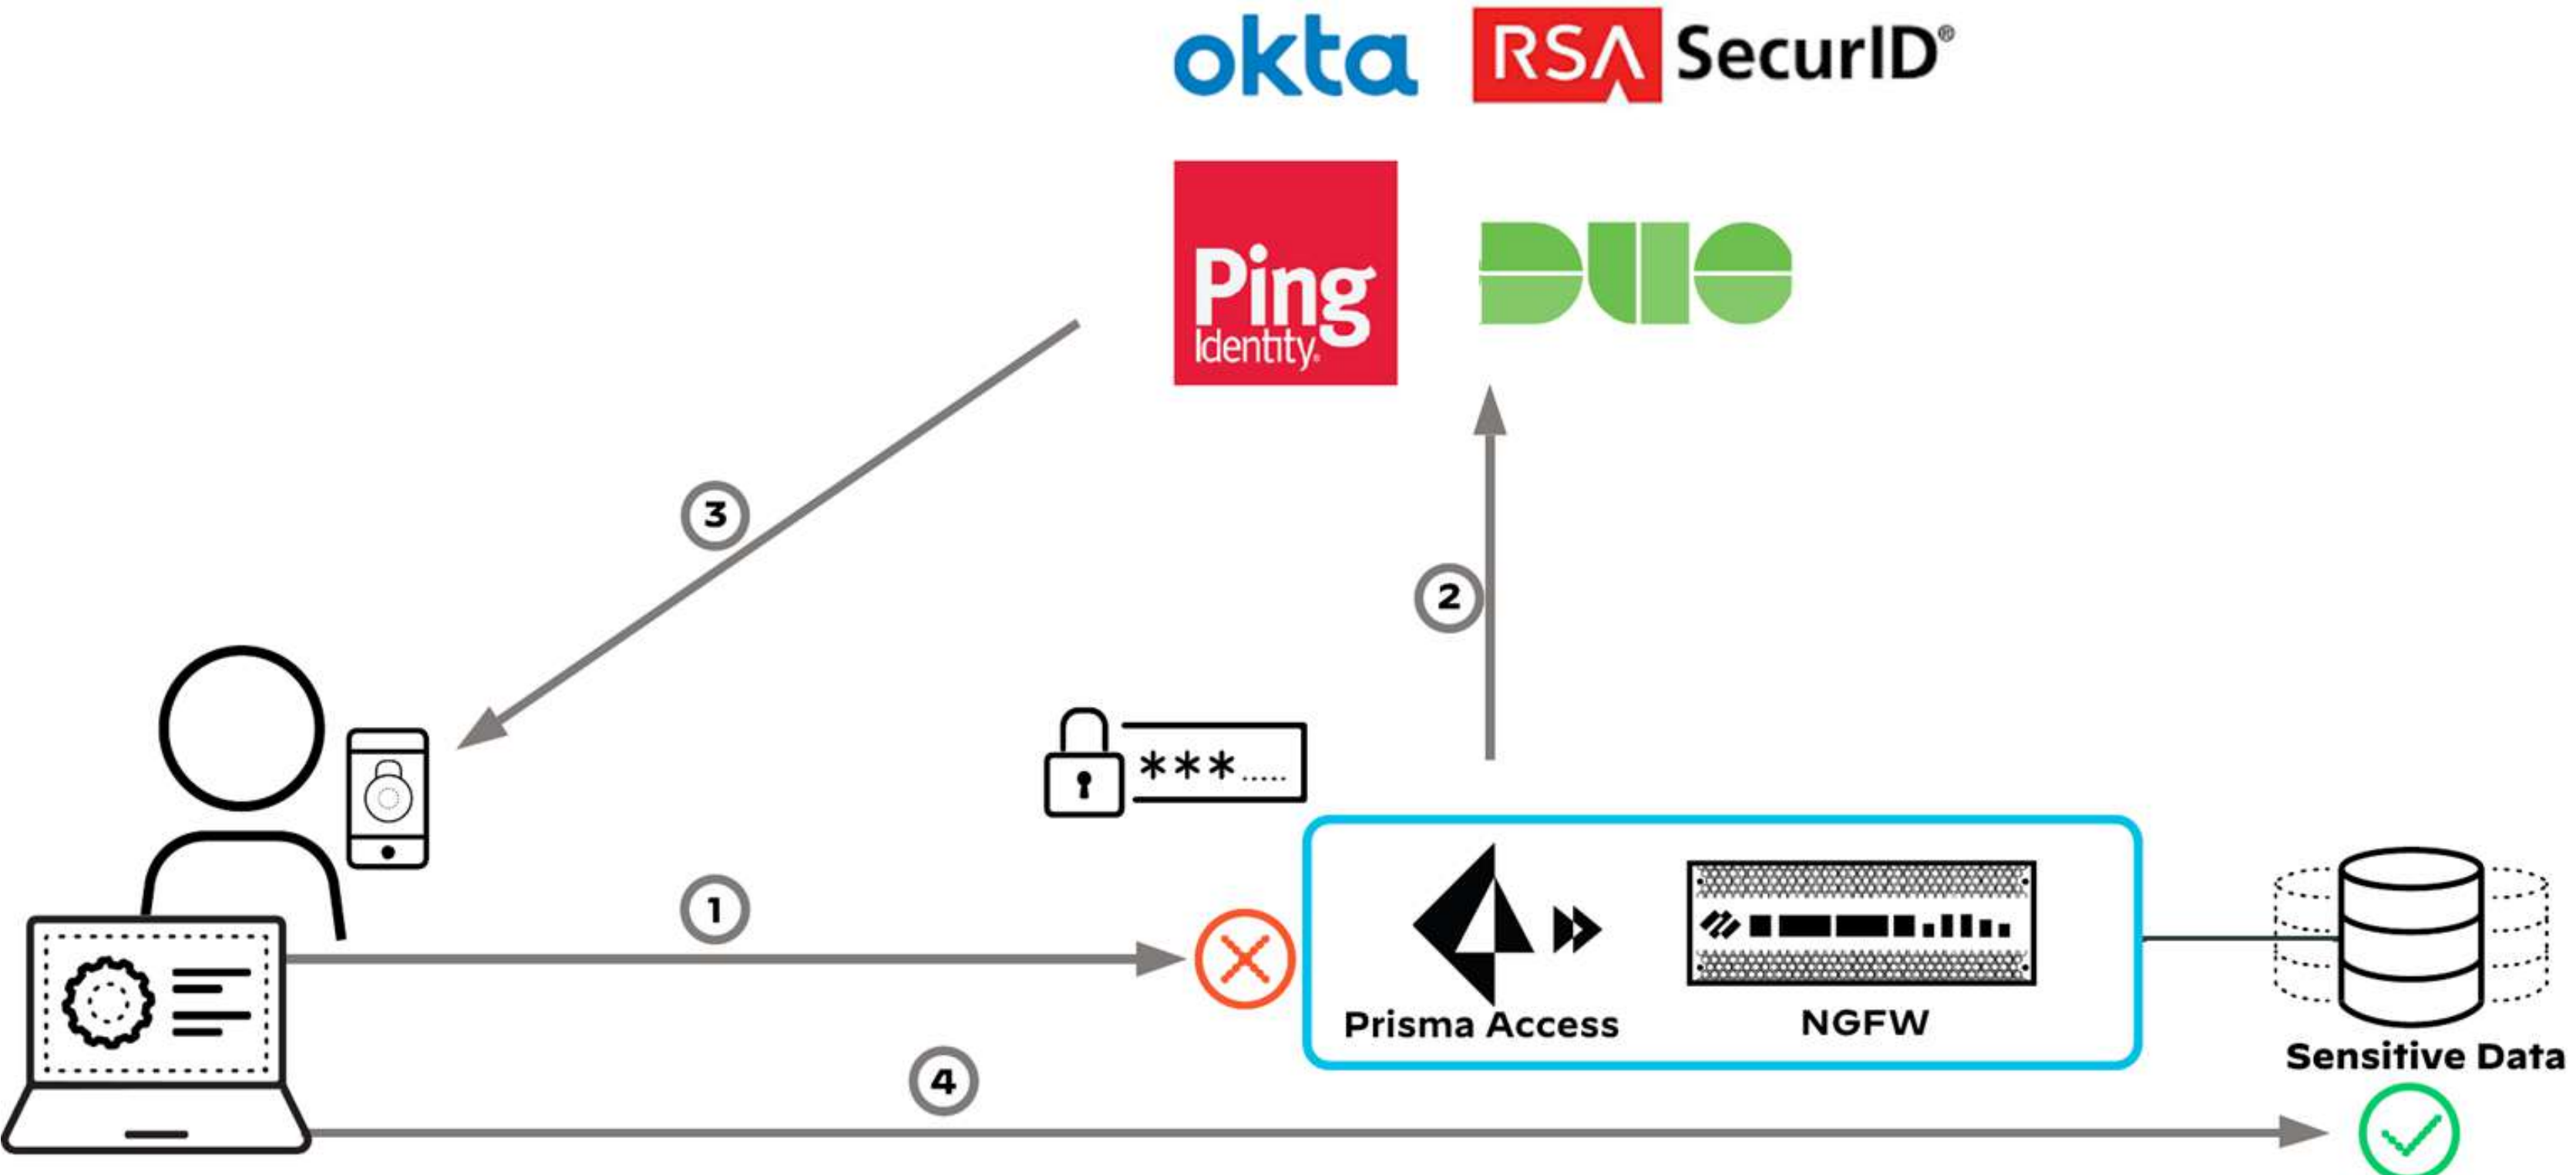 okta
RSA SecurID®
Ping
Identity®
DUO
3
2
***.....
1
Prisma Access
NGFW
Sensitive Data
4